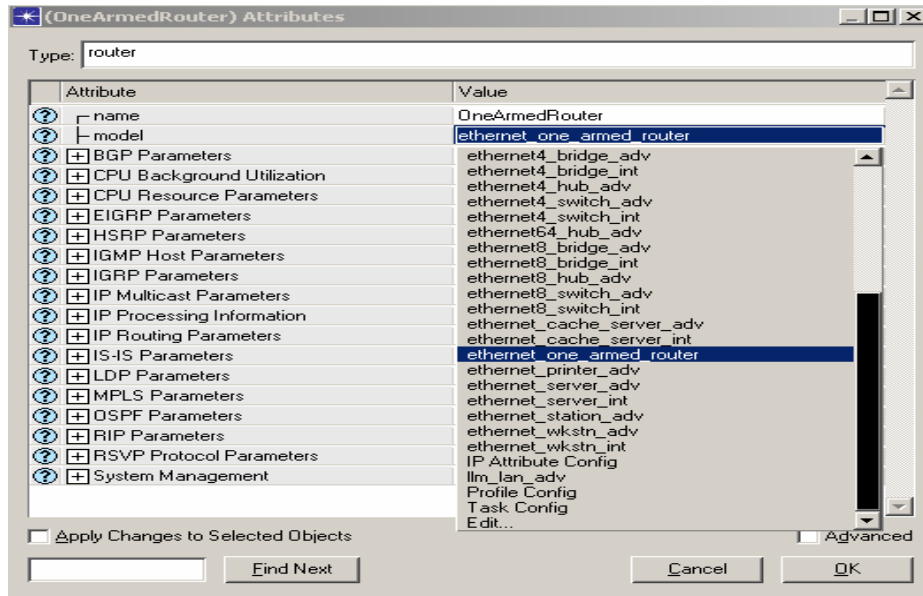 (OneArmedRouter) Attributes
Type: router
Attribute Value
name OneArmedRouter
model ethernet_one_armed_router
BGP Parameters
CPU Background Utilization
CPU Resource Parameters
EIGRP Parameters
HSRP Parameters
IGMP Host Parameters
IGRP Parameters
IP Multicast Parameters
IP Processing Information
IP Routing Parameters
IS-IS Parameters
LDP Parameters
MPLS Parameters
OSPF Parameters
RIP Parameters
RSVP Protocol Parameters
System Management
ethernet4_bridge_adv
ethernet4_bridge_int
ethernet4_hub_adv
ethernet4_switch_adv
ethernet4_switch_int
ethernet64_hub_adv
ethernet8_bridge_adv
ethernet8_bridge_int
ethernet8_hub_adv
ethernet8_switch_adv
ethernet8_switch_int
ethernet_cache_server_adv
ethernet_cache_server_int
ethernet_one_armed_router
ethernet_printer_adv
ethernet_server_adv
ethernet_server_int
ethernet_station_adv
ethernet_wkstn_adv
ethernet_wkstn_int
IP Attribute Config
llm_lan_adv
Profile Config
Task Config
Edit...
Apply Changes to Selected Objects Advanced
Find Next Cancel OK